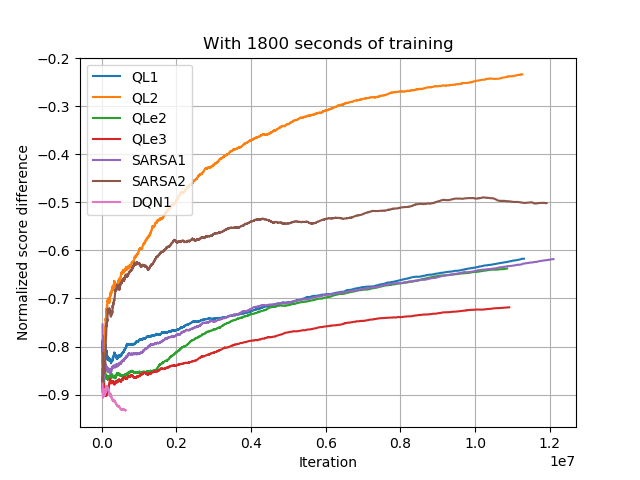 With 1800 seconds of training
−0.2
−0.3
−0.4
−0.5
−0.6
−0.7
−0.8
−0.9
Normalized score difference
QL1
QL2
QLe2
QLe3
SARSA1
SARSA2
DQN1
0.0 0.2 0.4 0.6 0.8 1.0 1.2
1e7
Iteration